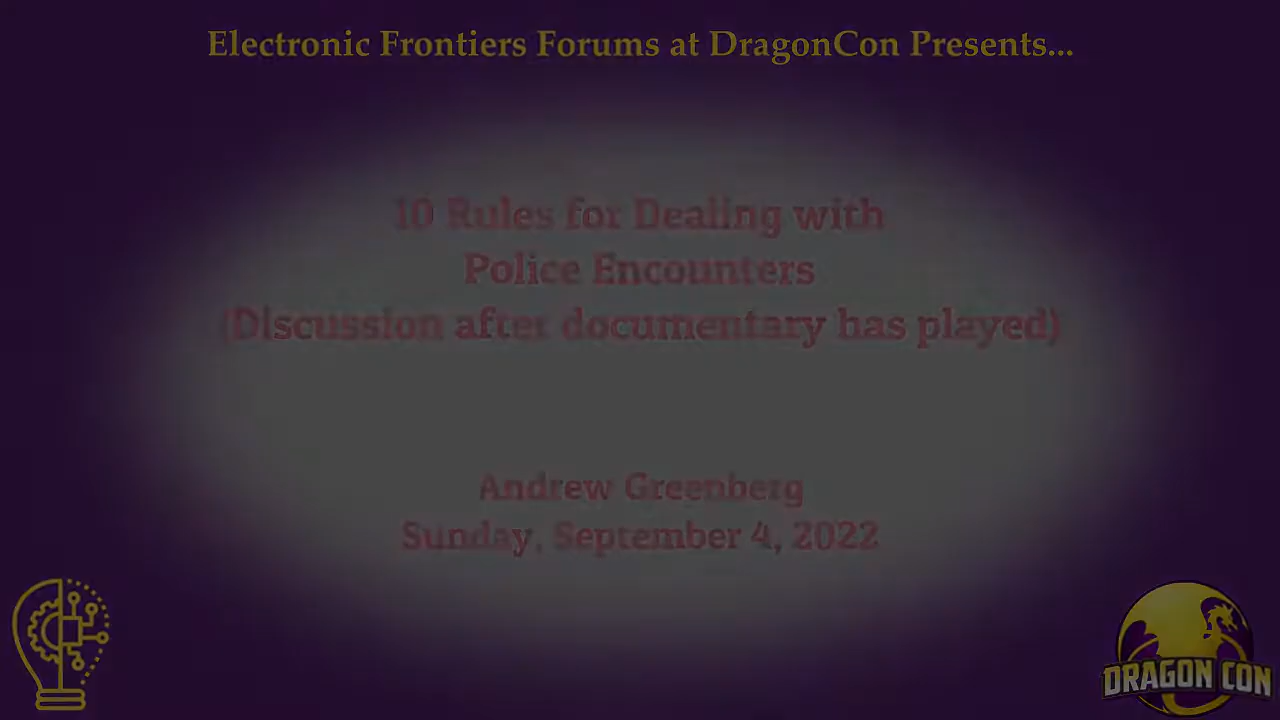 Electronic Frontiers Forums at DragonCon Presents...
10 Rules for Dealing with
Police Encounters
(Discussion after documentary has played)
Andrew Greenberg
Sunday, September 4, 2022
DRAGON CON